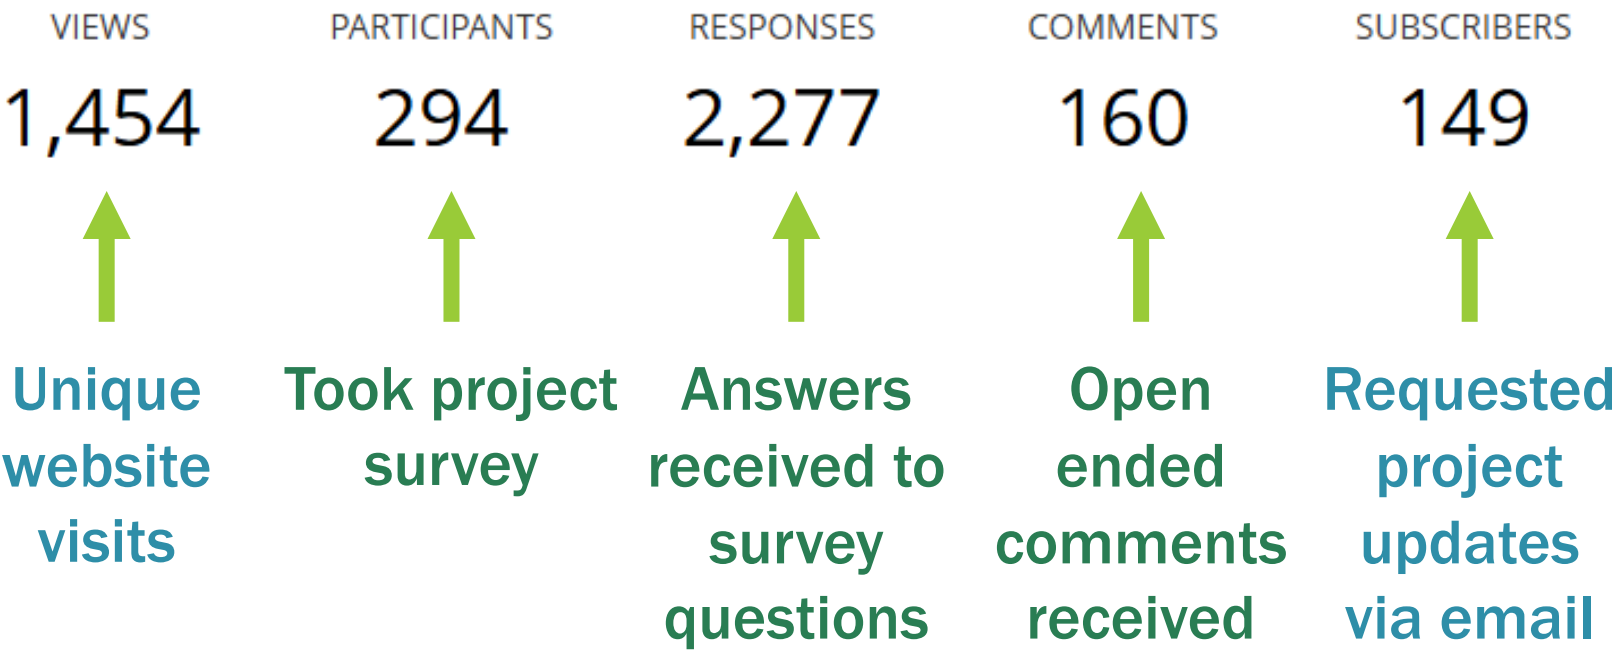 VIEWS PARTICIPANTS RESPONSES COMMENTS SUBSCRIBERS
1,454 294 2,277 160 149
Unique Took project Answers Open Requested
website survey received to ended project
visits survey comments updates
questions received via email